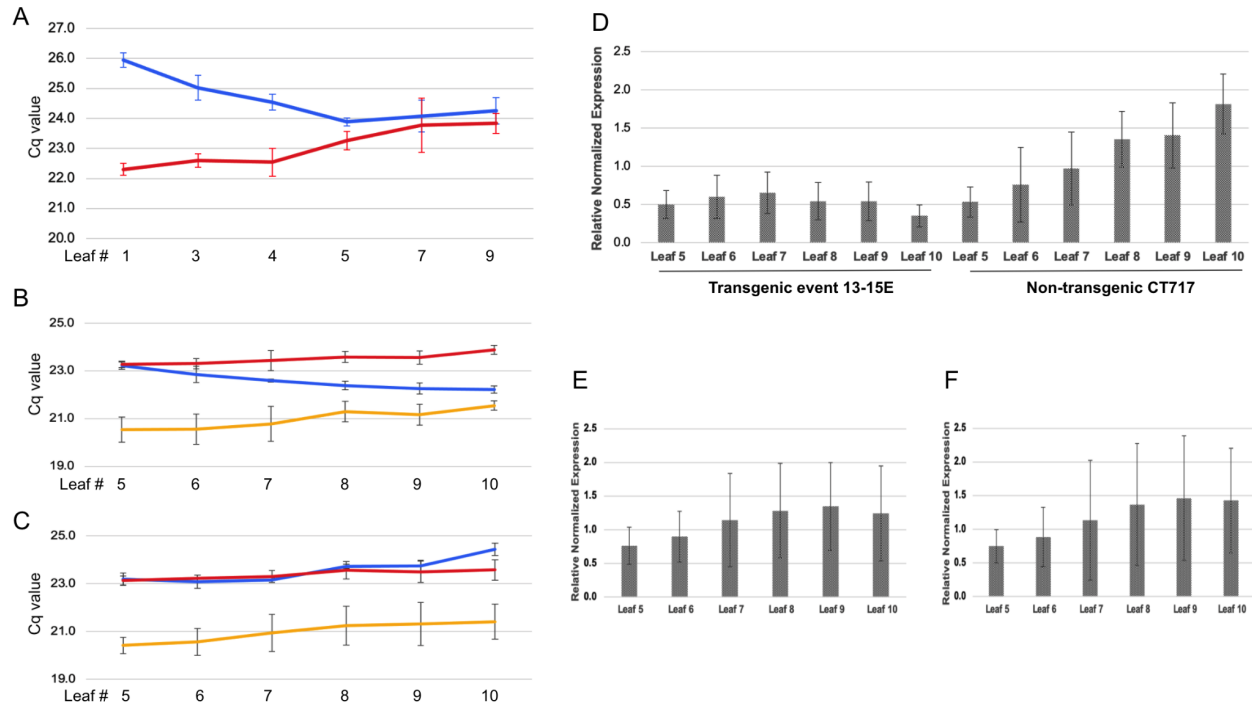 A
27.0
26.0
25.0
24.0
23.0
22.0
21.0
20.0
Cq value
Leaf # 1 3 4 5 7 9
B
25.0
23.0
21.0
19.0
Cq value
Leaf # 5 6 7 8 9 10
C
25.0
23.0
21.0
19.0
Cq value
Leaf # 5 6 7 8 9 10
D
2.5
2.0
1.5
1.0
0.5
0.0
Relative Normalized Expression
Leaf 5 Leaf 6 Leaf 7 Leaf 8 Leaf 9 Leaf 10 Leaf 5 Leaf 6 Leaf 7 Leaf 8 Leaf 9 Leaf 10
Transgenic event 13-15E Non-transgenic CT717
E
2.5
2.0
1.5
1.0
0.5
0.0
Relative Normalized Expression
Leaf 5 Leaf 6 Leaf 7 Leaf 8 Leaf 9 Leaf 10
F
2.5
2.0
1.5
1.0
0.5
0.0
Relative Normalized Expression
Leaf 5 Leaf 6 Leaf 7 Leaf 8 Leaf 9 Leaf 10